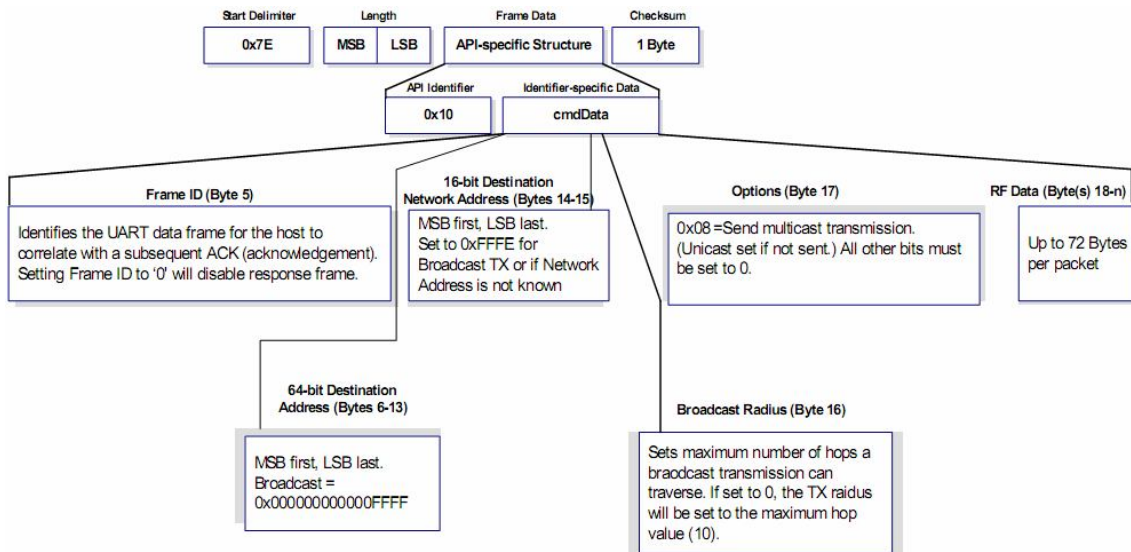 Start Delimiter
Length
Frame Data
Checksum
0x7E
MSB
LSB
API-specific Structure
1 Byte
API Identifier
Identifier-specific Data
0x10
cmdData
Frame ID (Byte 5)
Identifies the UART data frame for the host to
correlate with a subsequent ACK (acknowledgement).
Setting Frame ID to ‘0’ will disable response frame.
16-bit Destination
Network Address (Bytes 14-15)
MSB first, LSB last.
Set to 0xFFFE for
Broadcast TX or if Network
Address is not known
Options (Byte 17)
0x08 =Send multicast transmission.
(Unicast set if not sent.) All other bits must
be set to 0.
RF Data (Byte(s) 18-n)
Up to 72 Bytes
per packet
64-bit Destination
Address (Bytes 6-13)
MSB first, LSB last.
Broadcast =
0x000000000000FFFF
Broadcast Radius (Byte 16)
Sets maximum number of hops a
braodcast transmission can
traverse. If set to 0, the TX raidus
will be set to the maximum hop
value (10).